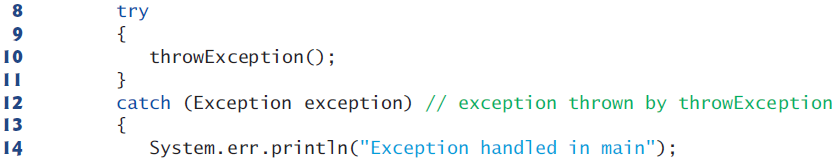 8 try
9 {
10 throwException();
11 }
12 catch (Exception exception) // exception thrown by throwException
13 {
14 System.err.println("Exception handled in main");